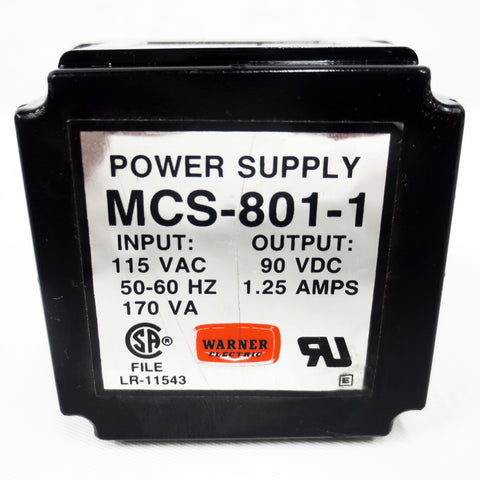 POWER SUPPLY
MCS-801-1
INPUT: OUTPUT:
115 VAC 90 VDC
50-60 HZ 1.25 AMPS
170 VA
SA ®
WARNER
ELECTRIC
RU
FILE
LR-11543
E